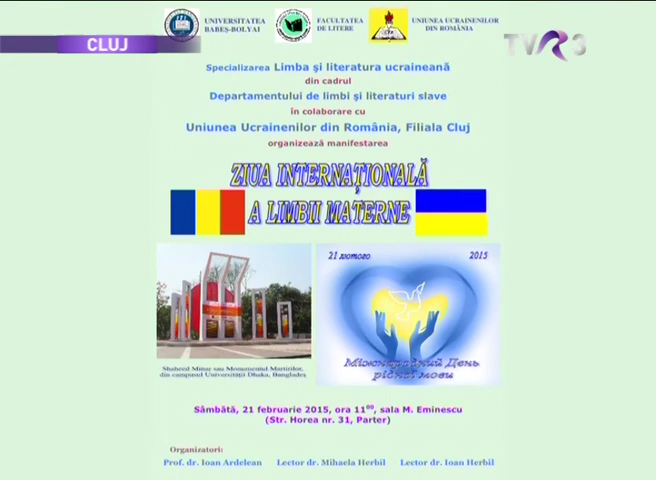 CLUJ
TVR 3
UNIVERSITATEA
BABEŞ-BOLYAI
FACULTATEA
DE LITERE
UNIUNEA UCRAINENILOR
DIN ROMÂNIA
Specializarea Limba şi literatura ucraineană
din cadrul
Departamentului de limbi şi literaturi slave
în colaborare cu
Uniunea Ucrainenilor din România, Filiala Cluj
organizează manifestarea
ZIUA INTERNAŢIONALĂ
A LIMBII MATERNE
21 лютого 2015
Міжнародний День
рідної мови
Shaheed Minar sau Monumentul Martirilor,
din campusul Universităţii Dhaka, Bangladeş
Sâmbătă, 21 februarie 2015, ora 11⁰⁰, sala M. Eminescu
(Str. Horea nr. 31, Parter)
Organizatori:
Prof. dr. Ioan Ardelean Lector dr. Mihaela Herbil Lector dr. Ioan Herbil